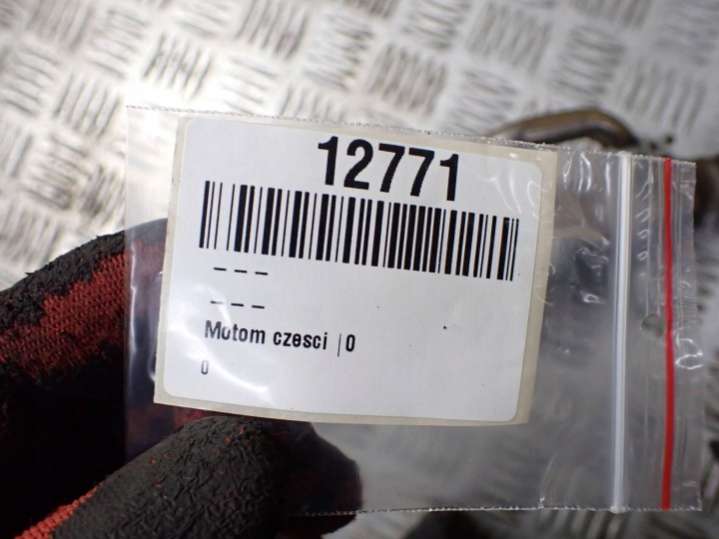 12771
---
---
Motom czesci |0
0